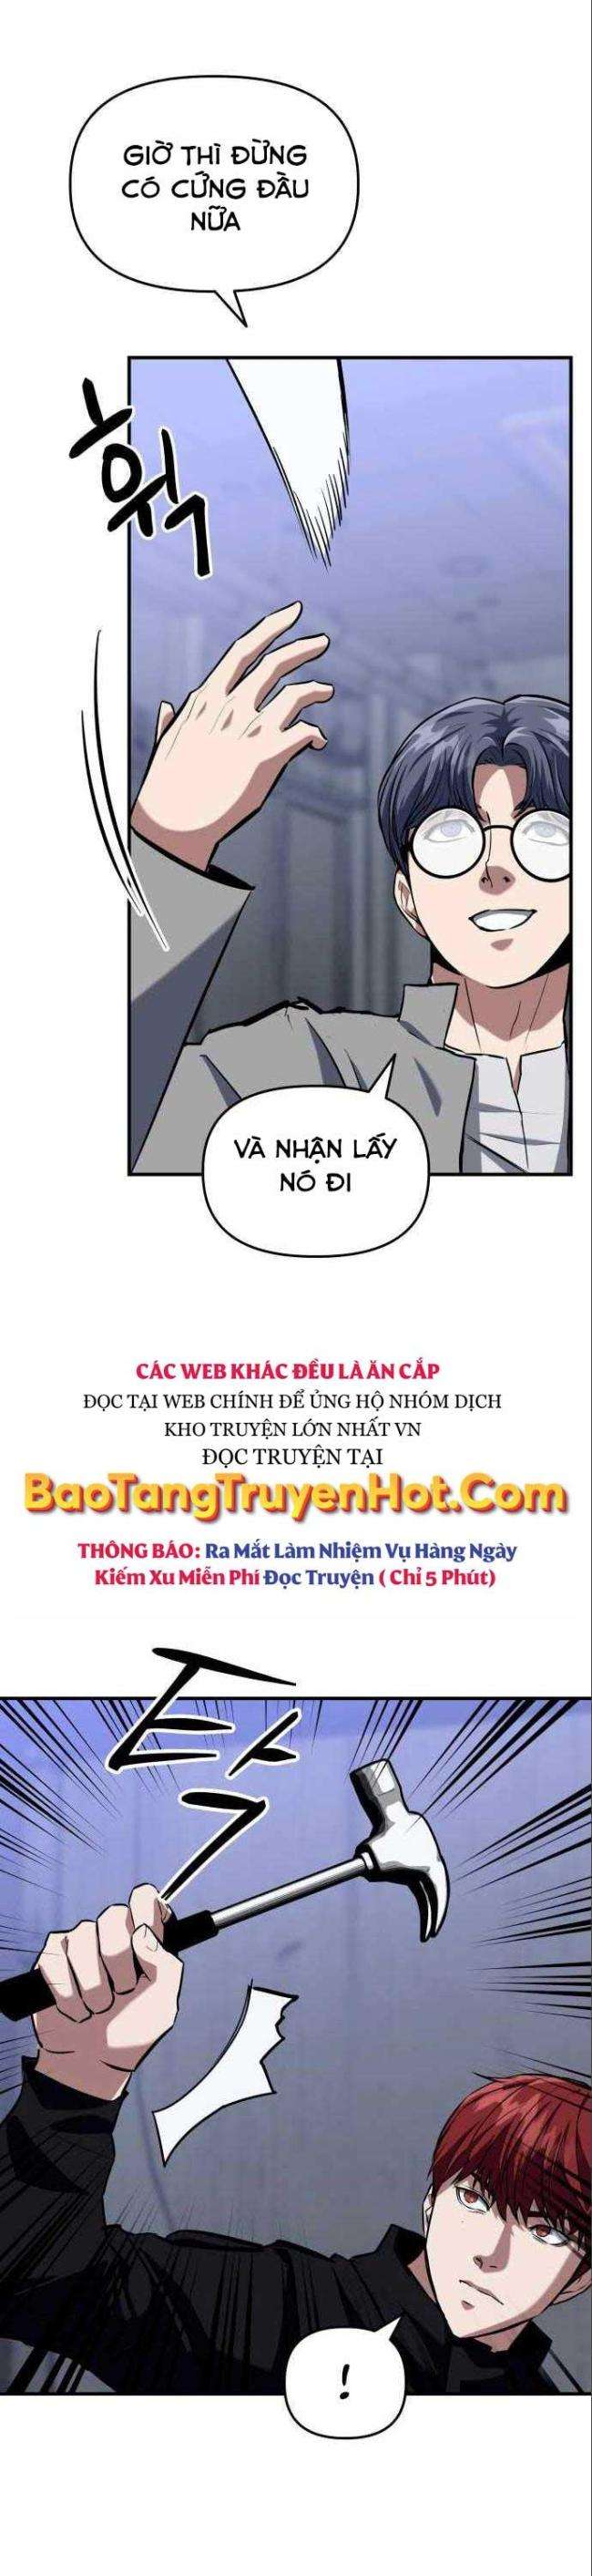 GIỜ THÌ ĐỪNG
CÓ CỨNG ĐẦU
NỮA
휙
VÀ NHẬN LẤY
NÓ ĐI
CÁC WEB KHÁC ĐỀU LÀ ĂN CẮP
ĐỌC TẠI WEB CHÍNH ĐỂ ỦNG HỘ NHÓM DỊCH
KHO TRUYỆN LỚN NHẤT VN
ĐỌC TRUYỆN TẠI
BaoTangTruyenHot.Com
THÔNG BÁO: Ra Mắt Làm Nhiệm Vụ Hàng Ngày
Kiếm Xu Miễn Phí Đọc Truyện ( Chỉ 5 Phút)
탁
!